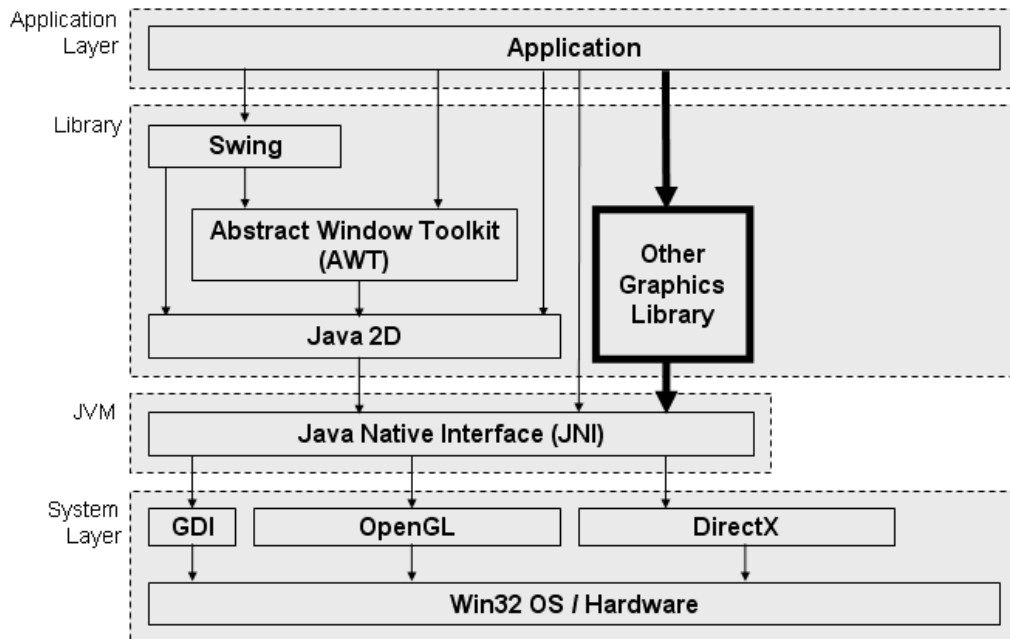 Application
Layer
Application
Library
Swing
Abstract Window Toolkit
(AWT)
Other
Graphics
Library
Java 2D
JVM
Java Native Interface (JNI)
System
Layer
GDI
OpenGL
DirectX
Win32 OS / Hardware